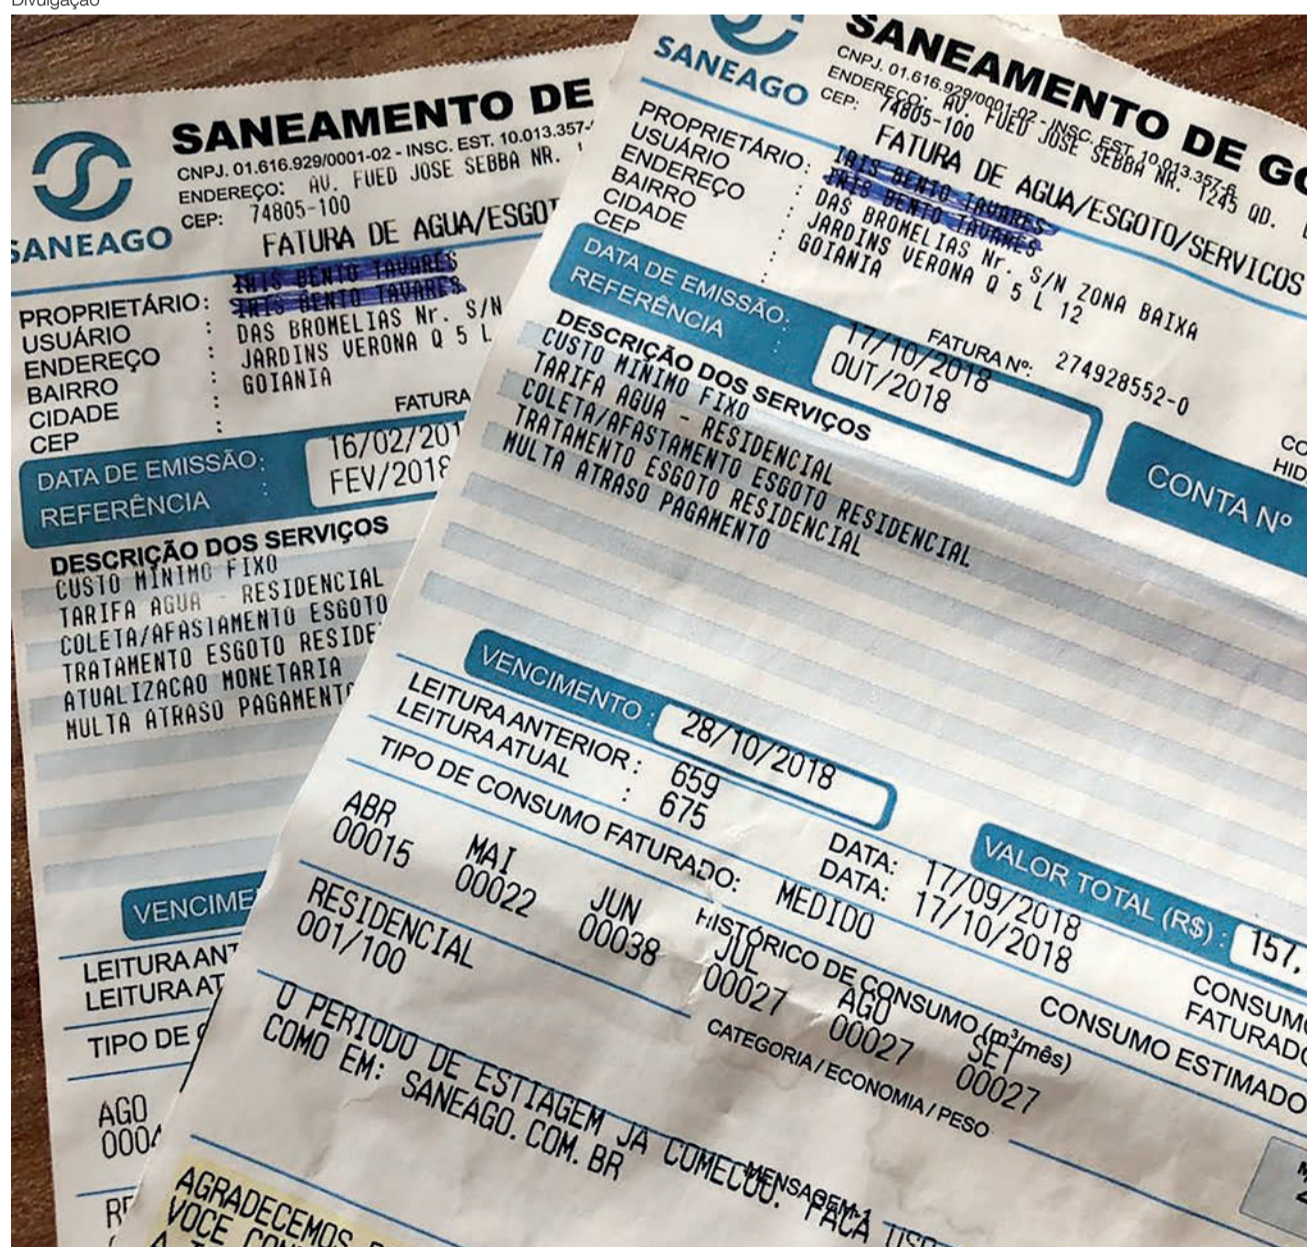 Divulgação
SANEAGO
SANEAMENTO DE
CNPJ. 01.616.929/0001-02 - INSC. EST. 10.013.357-
ENDEREÇO: AV. FUED JOSE SEBBA NR.
CEP: 74805-100
FATURA DE AGUA/ESGOT
PROPRIETÁRIO:
USUÁRIO :
ENDEREÇO : DAS BROMELIAS Nr. S/N
BAIRRO : JARDINS VERONA Q 5 L
CIDADE : GOIANIA
CEP :
FATURA
DATA DE EMISSÃO: 16/02/201
REFERÊNCIA : FEV/2018
DESCRIÇÃO DOS SERVIÇOS
CUSTO MINIMO FIXO
TARIFA AGUA - RESIDENCIAL
COLETA/AFASTAMENTO ESGOTO
TRATAMENTO ESGOTO RESIDE
ATUALIZACAO MONETARIA
MULTA ATRASO PAGAMENTO
VENCIME
LEITURA ANT
LEITURA AT
TIPO DE
AGO
000
SANEAGO
SANEAMENTO DE GO
CNPJ. 01.616.929/0001-02 - INSC. EST. 10.013.357-6
ENDEREÇO: AV. FUED JOSE SEBBA NR. 1245 QD.
CEP: 74805-100
FATURA DE AGUA/ESGOTO/SERVICOS
PROPRIETÁRIO:
USUÁRIO
ENDEREÇO : DAS BROMELIAS Nr. S/N ZONA BAIXA
BAIRRO : JARDINS VERONA Q 5 L 12
CIDADE : GOIANIA
CEP :
FATURA Nº: 274928552-0
DATA DE EMISSÃO: 17/10/2018
REFERÊNCIA : OUT/2018
CO
HID
CONTA Nº
DESCRIÇÃO DOS SERVIÇOS
CUSTO MINIMO FIXO
TARIFA AGUA - RESIDENCIAL
COLETA/AFASTAMENTO ESGOTO RESIDENCIAL
TRATAMENTO ESGOTO RESIDENCIAL
MULTA ATRASO PAGAMENTO
VENCIMENTO : 28/10/2018
VALOR TOTAL (R$) : 157,
LEITURA ANTERIOR : 659 DATA: 17/09/2018
LEITURA ATUAL : 675 DATA: 17/10/2018
CONSUMO
FATURADO
TIPO DE CONSUMO FATURADO: MEDIDO
CONSUMO ESTIMADO
HISTÓRICO DE CONSUMO (m³/mês)
ABR MAI JUN JUL AGO SET
00015 00022 00038 00027 00027 00027
CATEGORIA / ECONOMIA / PESO
RESIDENCIAL
001/100
MENSAGEM
O PERIODO DE ESTIAGEM JA COMECOU. FACA
COMO EM: SANEAGO.COM.BR
AGRADECEMOS
VOCE